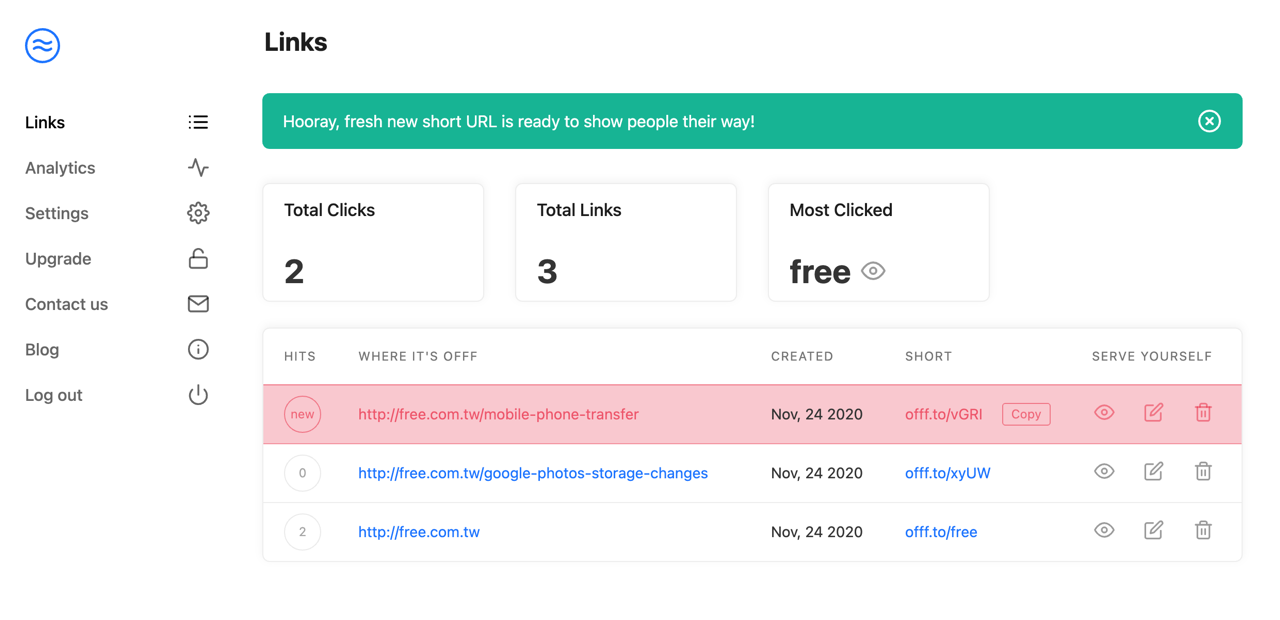 Links
Links
Analytics
Settings
Upgrade
Contact us
Blog
Log out
Hooray, fresh new short URL is ready to show people their way!
Total Clicks
2
Total Links
3
Most Clicked
free
HITS WHERE IT'S OFFF CREATED SHORT SERVE YOURSELF
new http://free.com.tw/mobile-phone-transfer Nov, 24 2020 offf.to/vGRI Copy
0 http://free.com.tw/google-photos-storage-changes Nov, 24 2020 offf.to/xyUW
2 http://free.com.tw Nov, 24 2020 offf.to/free